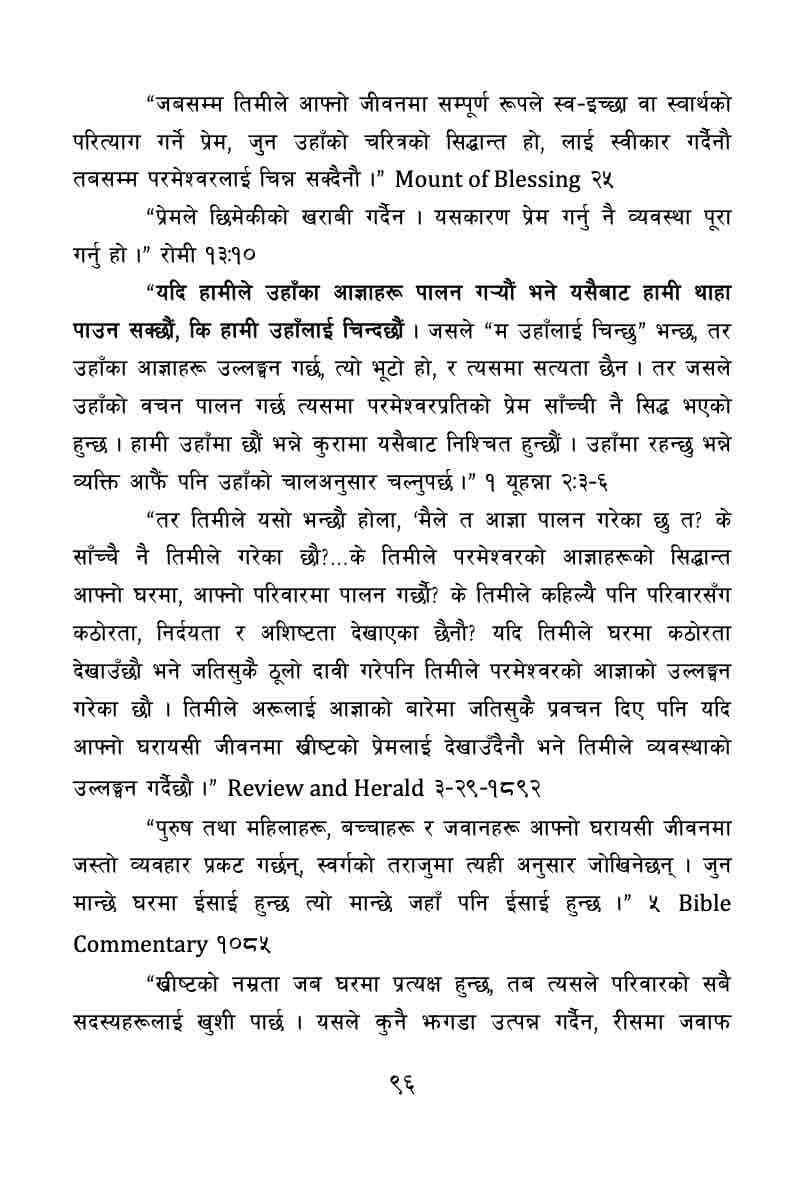 “जबसम्म तिमीले आफ्नो जीवनमा सम्पूर्ण रूपले स्व-इच्छा वा स्वार्थको
परित्याग गर्ने प्रेम, जुन उहाँको चरित्रको सिद्धान्त हो, लाई स्वीकार गर्दैनौ
तबसम्म परमेश्वरलाई चिन्न सक्दैनौ ।” Mount of Blessing २५
“प्रेमले छिमेकीको खराबी गर्दैन । यसकारण प्रेम गर्नु नै व्यवस्था पूरा
गर्नु हो ।” रोमी १३:१०
“यदि हामीले उहाँका आज्ञाहरू पालन गऱ्यौं भने यसैबाट हामी थाहा
पाउन सक्छौं, कि हामी उहाँलाई चिन्दछौं । जसले “म उहाँलाई चिन्छु” भन्छ, तर
उहाँका आज्ञाहरू उल्लङ्घन गर्छ, त्यो झूटो हो, र त्यसमा सत्यता छैन । तर जसले
उहाँको वचन पालन गर्छ त्यसमा परमेश्वरप्रतिको प्रेम साँच्ची नै सिद्ध भएको
हुन्छ । हामी उहाँमा छौं भन्ने कुरामा यसैबाट निश्चित हुन्छौं । उहाँमा रहन्छु भन्ने
व्यक्ति आफैं पनि उहाँको चालअनुसार चल्नुपर्छ ।” १ यूहन्ना २:३-६
“तर तिमीले यसो भन्छौ होला, ‘मैले त आज्ञा पालन गरेका छु त? के
साँच्चै नै तिमीले गरेका छौ?...के तिमीले परमेश्वरको आज्ञाहरूको सिद्धान्त
आफ्नो घरमा, आफ्नो परिवारमा पालन गर्छौ? के तिमीले कहिल्यै पनि परिवारसँग
कठोरता, निर्दयता र अशिष्टता देखाएका छैनौ? यदि तिमीले घरमा कठोरता
देखाउँछौ भने जतिसुकै ठूलो दावी गरेपनि तिमीले परमेश्वरको आज्ञाको उल्लङ्घन
गरेका छौ । तिमीले अरूलाई आज्ञाको बारेमा जतिसुकै प्रवचन दिए पनि यदि
आफ्नो घरायसी जीवनमा ख्रीष्टको प्रेमलाई देखाउँदैनौ भने तिमीले व्यवस्थाको
उल्लङ्घन गर्दैछौ ।” Review and Herald ३-२९-१८९२
“पुरुष तथा महिलाहरू, बच्चाहरू र जवानहरू आफ्नो घरायसी जीवनमा
जस्तो व्यवहार प्रकट गर्छन्, स्वर्गको तराजुमा त्यही अनुसार जोखिनेछन् । जुन
मान्छे घरमा ईसाई हुन्छ त्यो मान्छे जहाँ पनि ईसाई हुन्छ ।” ५ Bible
Commentary १०८५
“ख्रीष्टको नम्रता जब घरमा प्रत्यक्ष हुन्छ, तब त्यसले परिवारको सबै
सदस्यहरूलाई खुशी पार्छ । यसले कुनै झगडा उत्पन्न गर्दैन, रीसमा जवाफ
९६